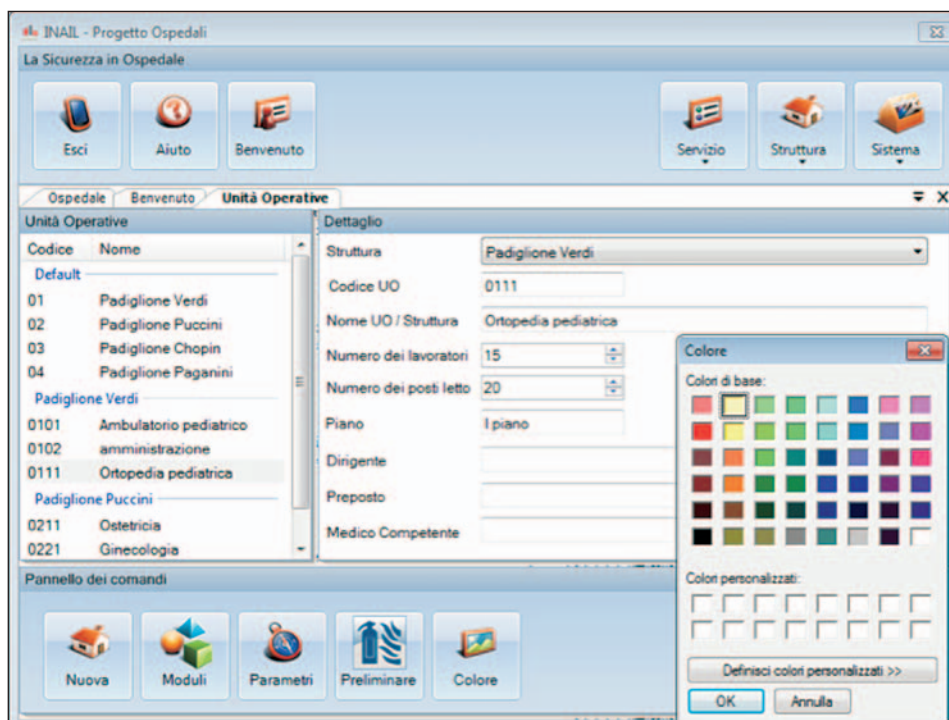 INAIL - Progetto Ospedali
La Sicurezza in Ospedale
Esci
Aiuto
Benvenuto
Servizio
Struttura
Sistema
Ospedale
Benvenuto
Unità Operative
X
Unità Operative
Codice Nome
Default
01 Padiglione Verdi
02 Padiglione Puccini
03 Padiglione Chopin
04 Padiglione Paganini
Padiglione Verdi
0101 Ambulatorio pediatrico
0102 amministrazione
0111 Ortopedia pediatrica
Padiglione Puccini
0211 Ostetricia
0221 Ginecologia
Dettaglio
Struttura Padiglione Verdi
Codice UO 0111
Nome UO / Struttura Ortopedia pediatrica
Numero dei lavoratori 15
Numero dei posti letto 20
Piano I piano
Dirigente
Preposto
Medico Competente
Colore
Colori di base:
Colori personalizzati:
Definisci colori personalizzati >>
OK
Annulla
Pannello dei comandi
Nuova
Moduli
Parametri
Preliminare
Colore